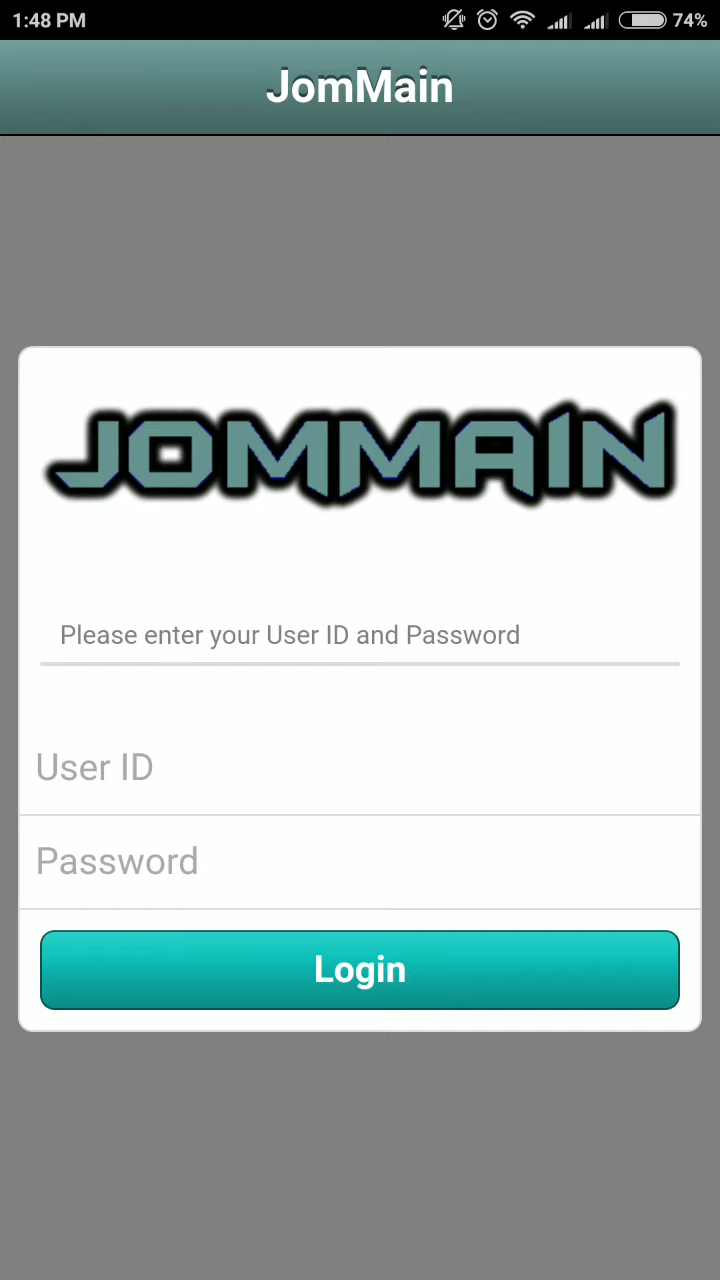 1:48 PM 74%
JomMain
JOMMAIN
Please enter your User ID and Password
User ID
Password
Login